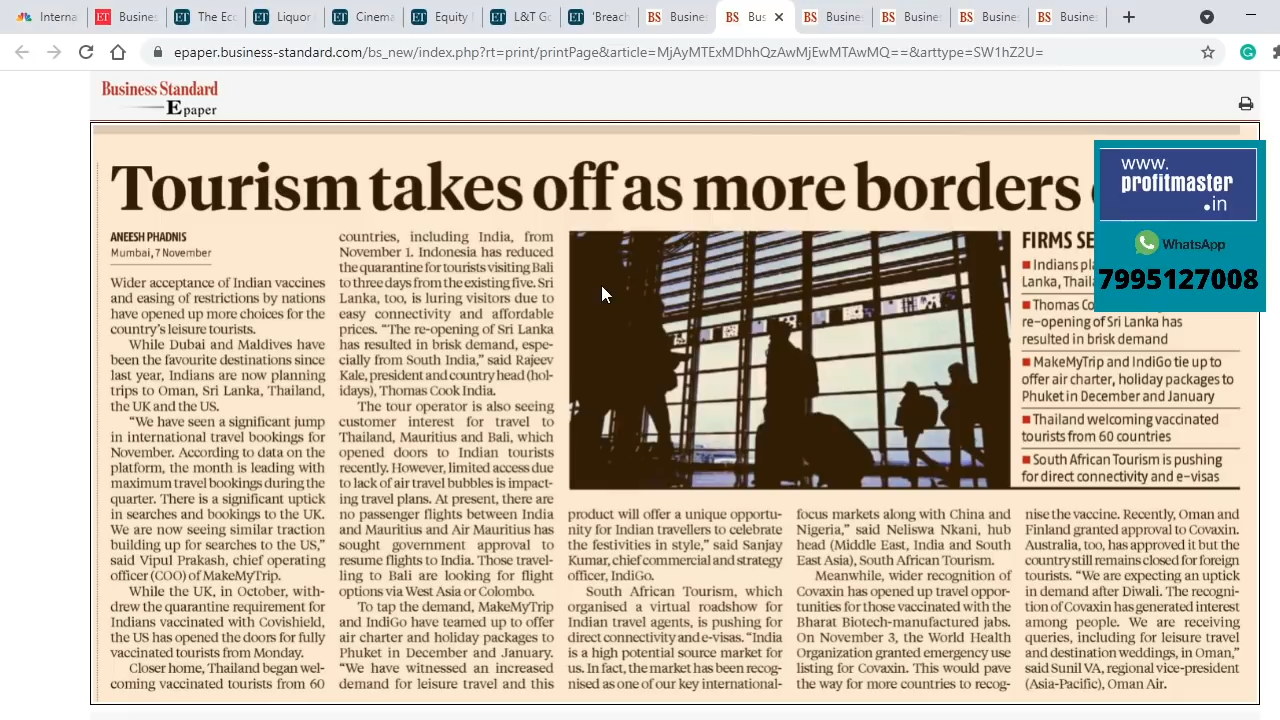 Interna
Busines
The Ec
Liquor
Cinema
Equity
L&T Go
'Breach
Busine
Bus
Busine
Busine
Busine
Busine
epaper.business-standard.com/bs_new/index.php?rt=print/printPage&article=MjAyMTExMDhhQzAwMjEwMTAwMQ==&arttype=SW1hZ2U=
Business Standard
Epaper
Tourism takes off as more borders
www.
profitmaster
.in
WhatsApp
7995127008
ANEESH PHADNIS
Mumbai, 7 November
Wider acceptance of Indian vaccines
and easing of restrictions by nations
have opened up more choices for the
country's leisure tourists.
While Dubai and Maldives have
been the favourite destinations since
last year, Indians are now planning
trips to Oman, Sri Lanka, Thailand,
the UK and the US.
"We have seen a significant jump
in international travel bookings for
November. According to data on the
platform, the month is leading with
maximum travel bookings during the
quarter. There is a significant uptick
in searches and bookings to the UK.
We are now seeing similar traction
building up for searches to the US,"
said Vipul Prakash, chief operating
officer (COO) of MakeMyTrip.
While the UK, in October, with-
drew the quarantine requirement for
Indians vaccinated with Covishield,
the US has opened the doors for fully
vaccinated tourists from Monday.
Closer home, Thailand began wel-
coming vaccinated tourists from 60
countries, including India, from
November 1. Indonesia has reduced
the quarantine for tourists visiting Bali
to three days from the existing five. Sri
Lanka, too, is luring visitors due to
easy connectivity and affordable
prices. "The re-opening of Sri Lanka
has resulted in brisk demand, espe-
cially from South India," said Rajeev
Kale, president and country head (hol-
idays), Thomas Cook India.
The tour operator is also seeing
customer interest for travel to
Thailand, Mauritius and Bali, which
opened doors to Indian tourists
recently. However, limited access due
to lack of air travel bubbles is impact-
ing travel plans. At present, there are
no passenger flights between India
and Mauritius and Air Mauritius has
sought government approval to
resume flights to India. Those travel-
ling to Bali are looking for flight
options via West Asia or Colombo.
To tap the demand, MakeMyTrip
and IndiGo have teamed up to offer
air charter and holiday packages to
Phuket in December and January.
"We have witnessed an increased
demand for leisure travel and this
product will offer a unique opportu-
nity for Indian travellers to celebrate
the festivities in style," said Sanjay
Kumar, chief commercial and strategy
officer, IndiGo.
South African Tourism, which
organised a virtual roadshow for
Indian travel agents, is pushing for
direct connectivity and e-visas. "India
is a high potential source market for
us. In fact, the market has been recog-
nised as one of our key international-
focus markets along with China and
Nigeria," said Neliswa Nkani, hub
head (Middle East, India and South
East Asia), South African Tourism.
Meanwhile, wider recognition of
Covaxin has opened up travel oppor-
tunities for those vaccinated with the
Bharat Biotech-manufactured jabs.
On November 3, the World Health
Organization granted emergency use
listing for Covaxin. This would pave
the way for more countries to recog-
nise the vaccine. Recently, Oman and
Finland granted approval to Covaxin.
Australia, too, has approved it but the
country still remains closed for foreign
tourists. "We are expecting an uptick
in demand after Diwali. The recogni-
tion of Covaxin has generated interest
among people. We are receiving
queries, including for leisure travel
and destination weddings, in Oman,"
said Sunil VA, regional vice-president
(Asia-Pacific), Oman Air.
FIRMS SE
Indians pl
Lanka, Thail
Thomas Co
re-opening of Sri Lanka has
resulted in brisk demand
MakeMyTrip and IndiGo tie up to
offer air charter, holiday packages to
Phuket in December and January
Thailand welcoming vaccinated
tourists from 60 countries
South African Tourism is pushing
for direct connectivity and e-visas